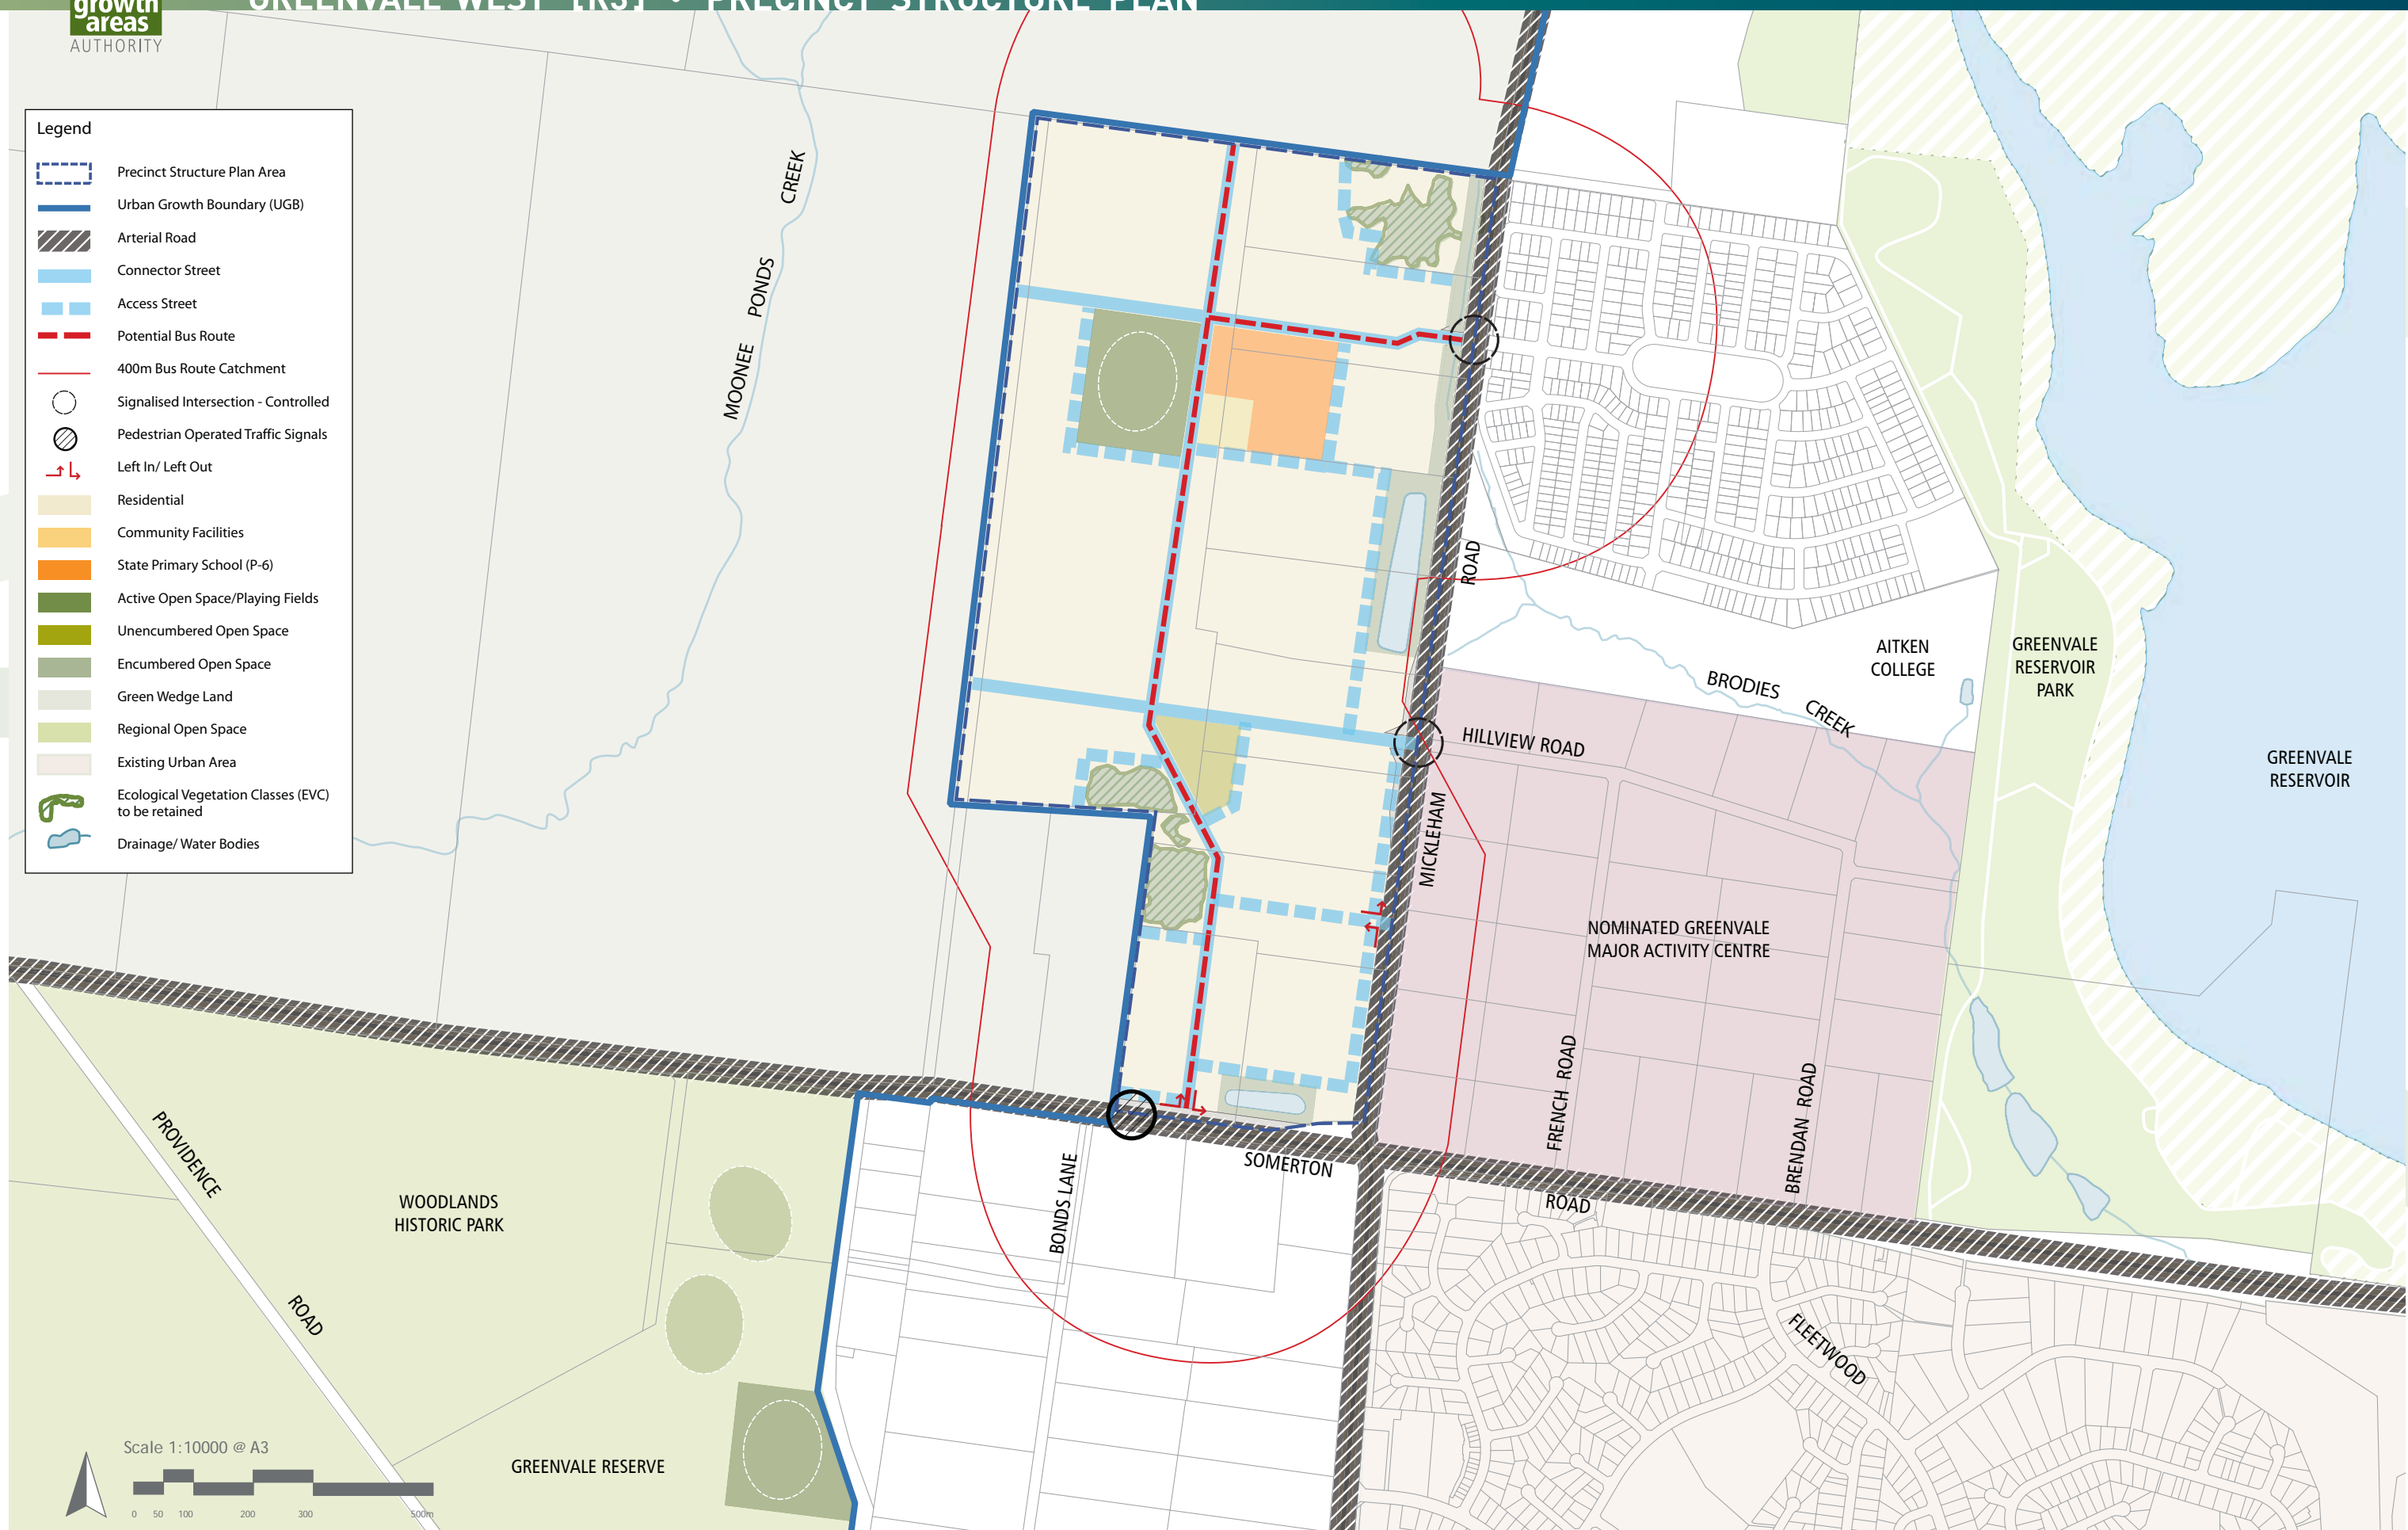 GREENVALE WEST [R3] • PRECINCT STRUCTURE PLAN
growth
areas
AUTHORITY
Legend
Precinct Structure Plan Area
Urban Growth Boundary (UGB)
Arterial Road
Connector Street
Access Street
Potential Bus Route
400m Bus Route Catchment
Signalised Intersection - Controlled
Pedestrian Operated Traffic Signals
Left In/ Left Out
Residential
Community Facilities
State Primary School (P-6)
Active Open Space/Playing Fields
Unencumbered Open Space
Encumbered Open Space
Green Wedge Land
Regional Open Space
Existing Urban Area
Ecological Vegetation Classes (EVC)
to be retained
Drainage/ Water Bodies
MOONEE PONDS CREEK
MICKLEHAM ROAD
AITKEN
COLLEGE
GREENVALE
RESERVOIR
PARK
BRODIES CREEK
HILLVIEW ROAD
GREENVALE
RESERVOIR
NOMINATED GREENVALE
MAJOR ACTIVITY CENTRE
FRENCH ROAD
BRENDAN ROAD
PROVIDENCE ROAD
WOODLANDS
HISTORIC PARK
BONDS LANE
SOMERTON ROAD
FLEETWOOD
GREENVALE RESERVE
Scale 1:10000 @ A3
0 50 100 200 300 500m